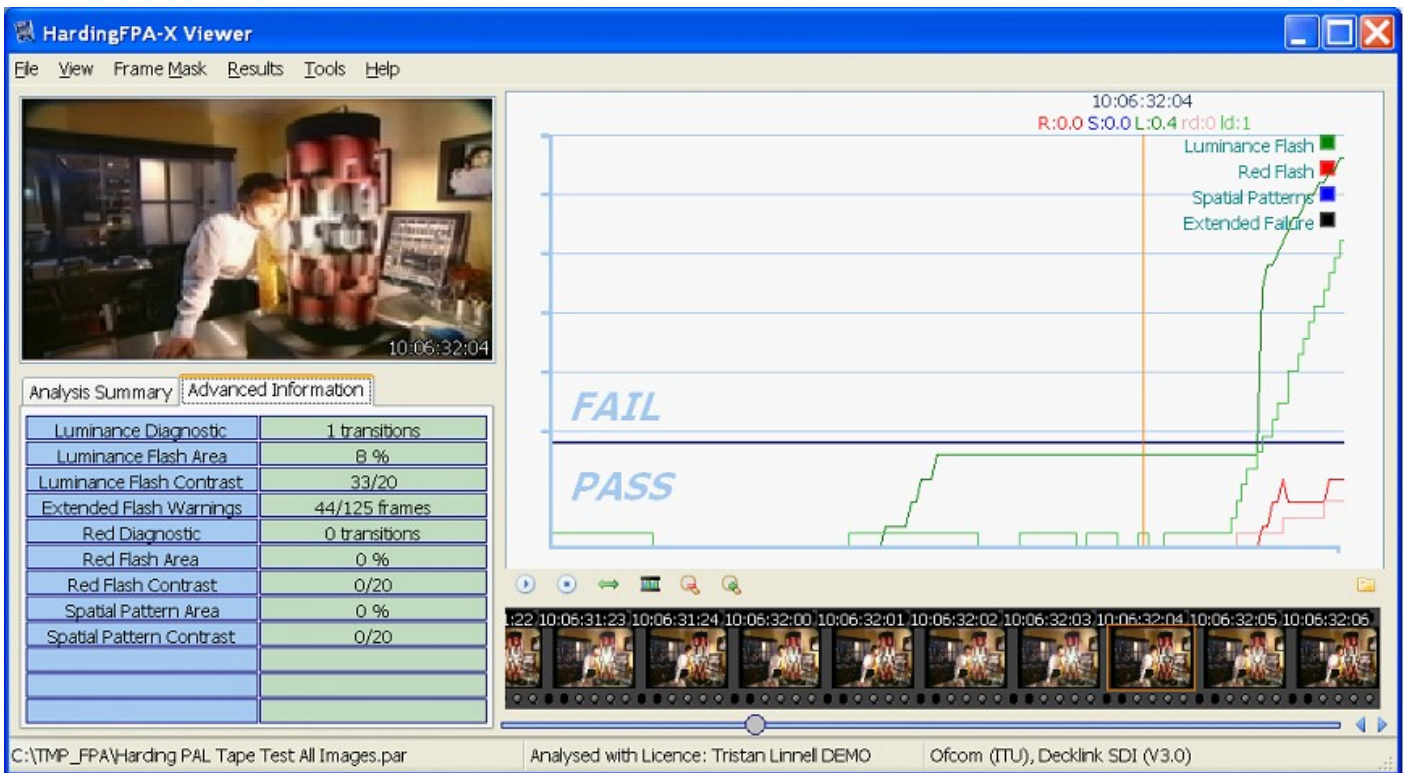 HardingFPA-X Viewer
File View Frame Mask Results Tools Help
10:06:32:04
Analysis Summary Advanced Information
Luminance Diagnostic 1 transitions
Luminance Flash Area 8 %
Luminance Flash Contrast 33/20
Extended Flash Warnings 44/125 frames
Red Diagnostic 0 transitions
Red Flash Area 0 %
Red Flash Contrast 0/20
Spatial Pattern Area 0 %
Spatial Pattern Contrast 0/20
10:06:32:04
R:0.0 S:0.0 L:0.4 rd:0 ld:1
Luminance Flash
Red Flash
Spatial Patterns
Extended Failure
FAIL
PASS
1:22 10:06:31:23 10:06:31:24 10:06:32:00 10:06:32:01 10:06:32:02 10:06:32:03 10:06:32:04 10:06:32:05 10:06:32:06
C:\TMP_FPA\Harding PAL Tape Test All Images.par Analysed with Licence: Tristan Linnell DEMO Ofcom (ITU), Decklink SDI (V3.0)